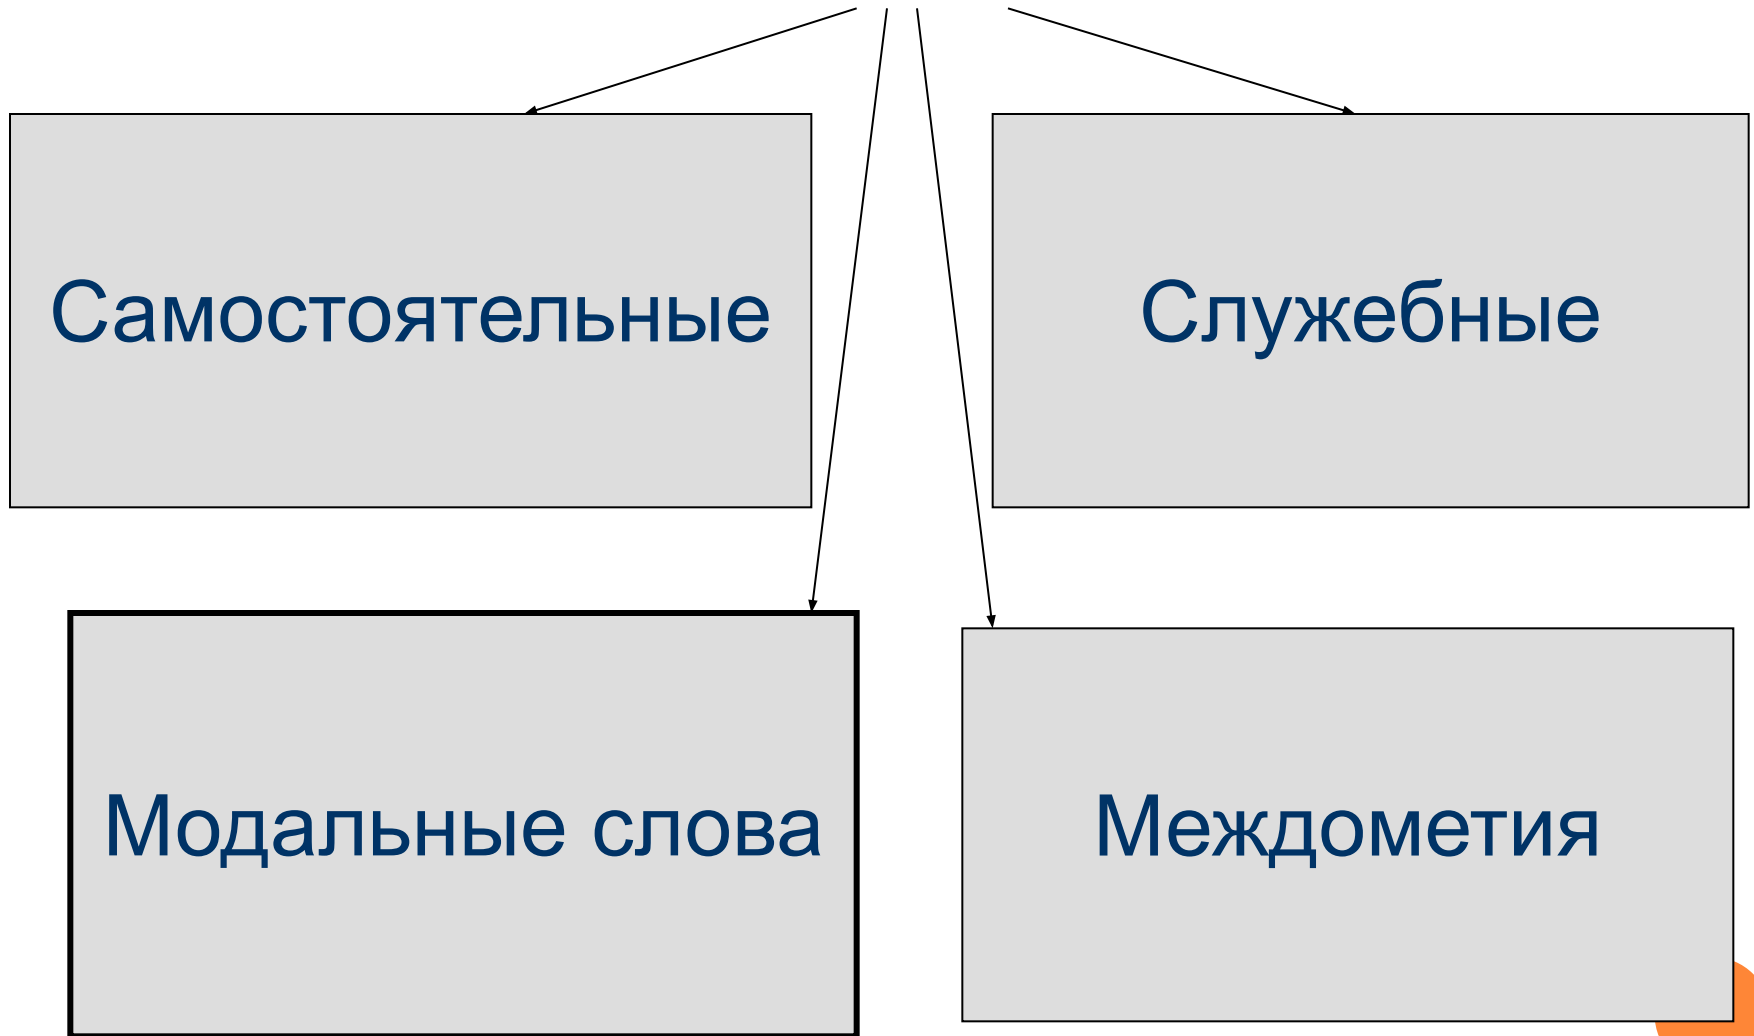 Самостоятельные
Служебные
Модальные слова
Междометия